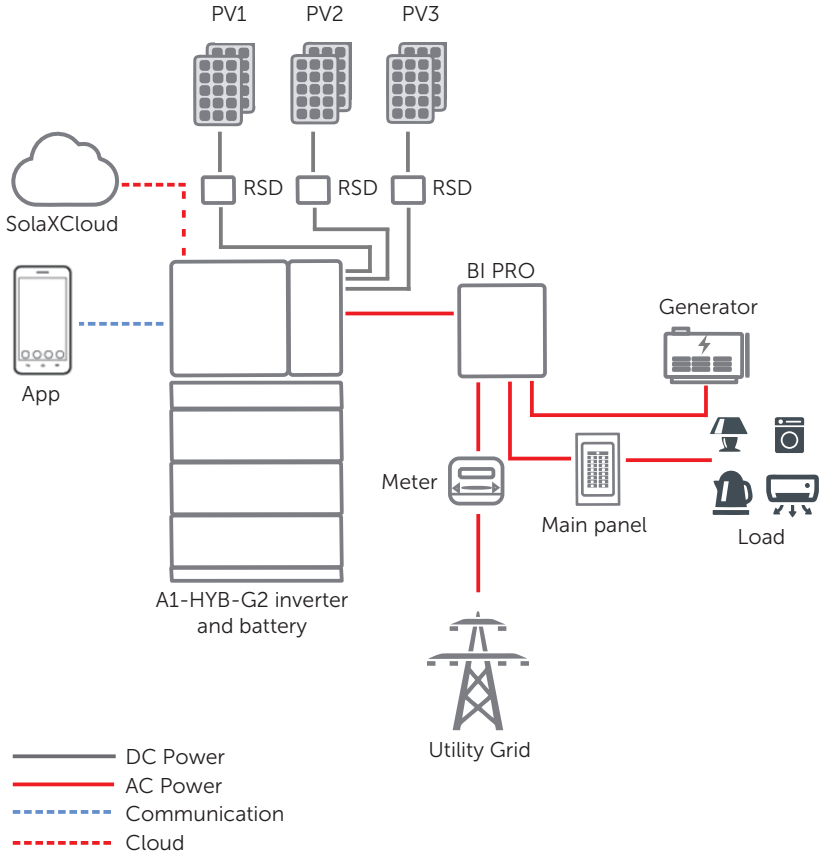 PV1
PV2
PV3
RSD
RSD
RSD
SolaXCloud
BI PRO
Generator
App
Meter
Main panel
Load
A1-HYB-G2 inverter
and battery
Utility Grid
DC Power
AC Power
Communication
Cloud